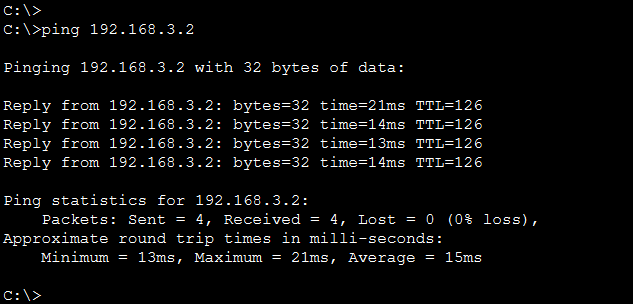 C:\>
C:\>ping 192.168.3.2
Pinging 192.168.3.2 with 32 bytes of data:
Reply from 192.168.3.2: bytes=32 time=21ms TTL=126
Reply from 192.168.3.2: bytes=32 time=14ms TTL=126
Reply from 192.168.3.2: bytes=32 time=13ms TTL=126
Reply from 192.168.3.2: bytes=32 time=14ms TTL=126
Ping statistics for 192.168.3.2:
    Packets: Sent = 4, Received = 4, Lost = 0 (0% loss),
Approximate round trip times in milli-seconds:
    Minimum = 13ms, Maximum = 21ms, Average = 15ms
C:\>